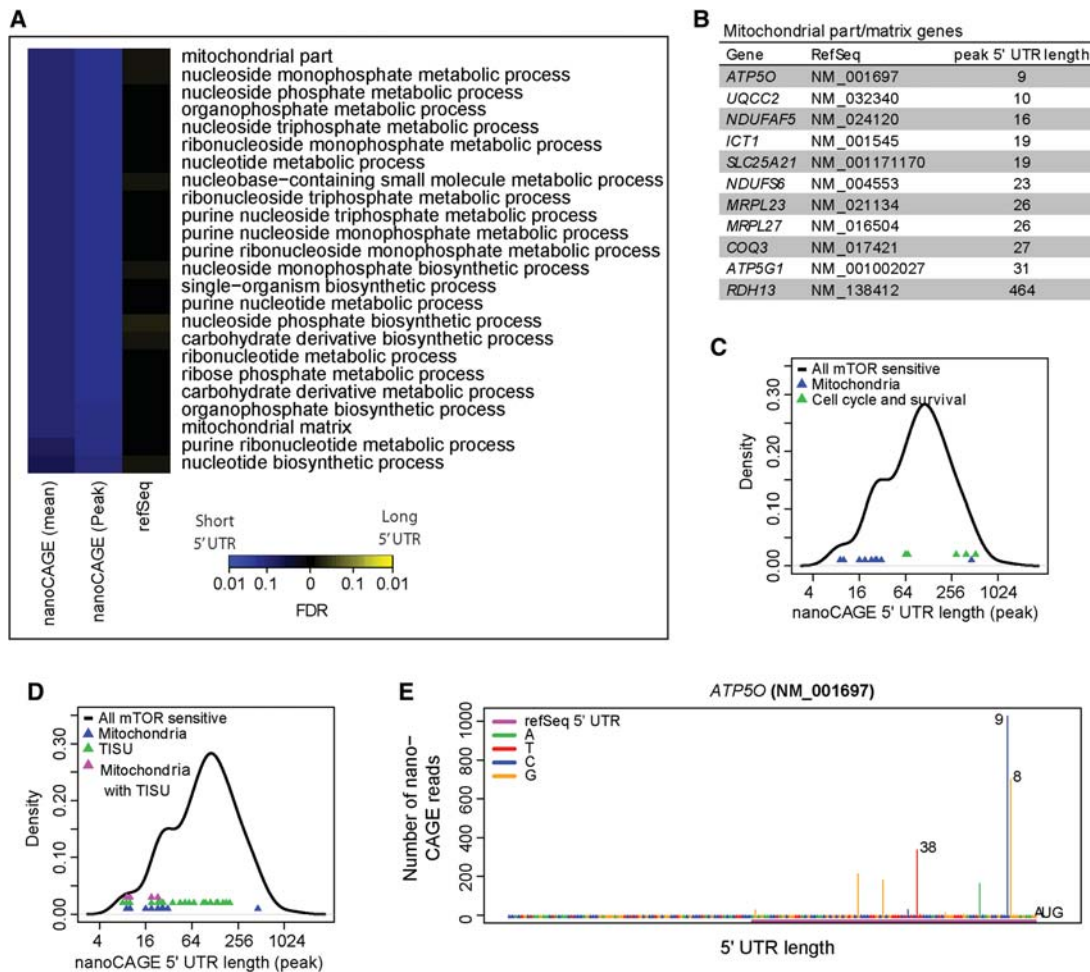 A
mitochondrial part
nucleoside monophosphate metabolic process
nucleoside phosphate metabolic process
organophosphate metabolic process
nucleoside triphosphate metabolic process
ribonucleoside monophosphate metabolic process
nucleotide metabolic process
nucleobase−containing small molecule metabolic process
ribonucleoside triphosphate metabolic process
purine nucleoside triphosphate metabolic process
purine nucleoside monophosphate metabolic process
purine ribonucleoside monophosphate metabolic process
nucleoside monophosphate biosynthetic process
single−organism biosynthetic process
purine nucleotide metabolic process
nucleoside phosphate biosynthetic process
carbohydrate derivative biosynthetic process
ribonucleotide metabolic process
ribose phosphate metabolic process
carbohydrate derivative metabolic process
organophosphate biosynthetic process
mitochondrial matrix
purine ribonucleotide metabolic process
nucleotide biosynthetic process
nanoCAGE (mean)
nanoCAGE (Peak)
refSeq
Short 5' UTR
Long 5' UTR
0.01 0.1 0 0.1 0.01
FDR
B
Mitochondrial part/matrix genes
Gene RefSeq peak 5' UTR length
ATP5O NM_001697 9
UQCC2 NM_032340 10
NDUFAF5 NM_024120 16
ICT1 NM_001545 19
SLC25A21 NM_001171170 19
NDUFS6 NM_004553 23
MRPL23 NM_021134 26
MRPL27 NM_016504 26
COQ3 NM_017421 27
ATP5G1 NM_001002027 31
RDH13 NM_138412 464
C
All mTOR sensitive
Mitochondria
Cell cycle and survival
Density
0.00 0.10 0.20 0.30
4 16 64 256 1024
nanoCAGE 5' UTR length (peak)
D
All mTOR sensitive
Mitochondria
TISU
Mitochondria
with TISU
Density
0.00 0.10 0.20 0.30
4 16 64 256 1024
nanoCAGE 5' UTR length (peak)
E
ATP5O (NM_001697)
refSeq 5' UTR
A
T
C
G
Number of nano−
CAGE reads
0 200 400 600 800 1000
9
8
38
AUG
5' UTR length